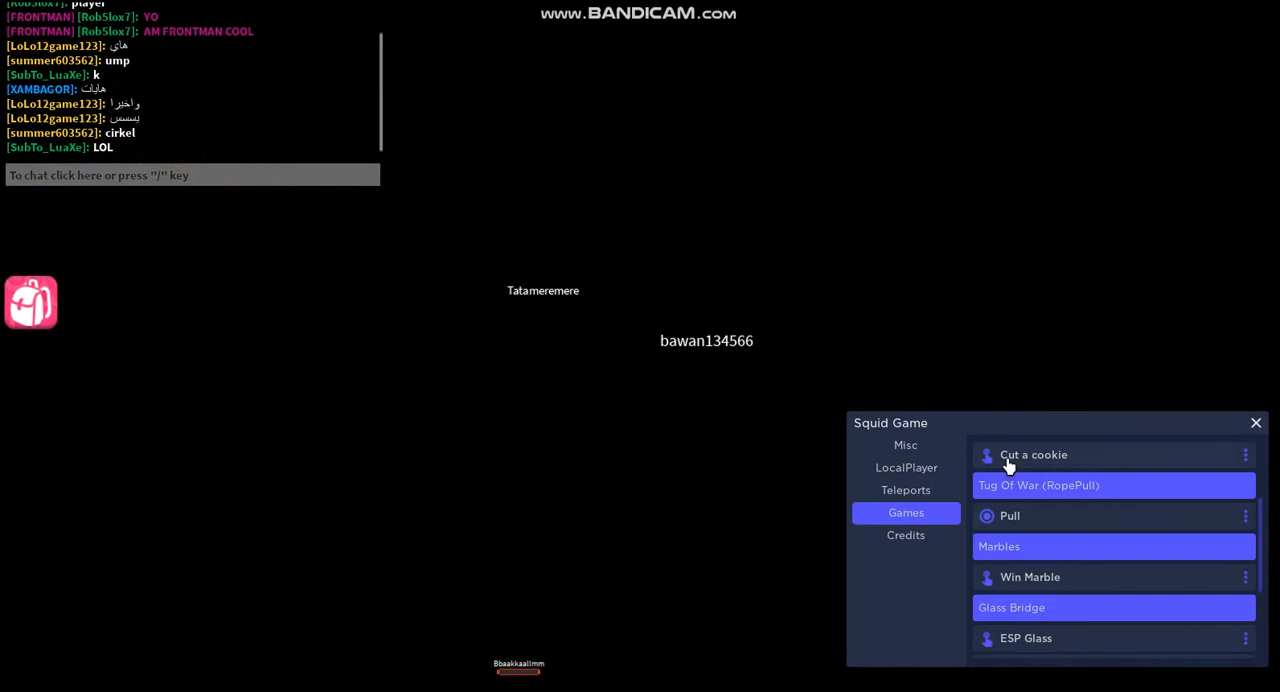 www.BANDICAM.com
[Rob5lox7]: player
[FRONTMAN] [Rob5lox7]: YO
[FRONTMAN] [Rob5lox7]: AM FRONTMAN COOL
[LoLo12game123]: هاي
[summer603562]: ump
[SubTo_LuaXe]: k
[XAMBAGOR]: هايات
[LoLo12game123]: واخيرا
[LoLo12game123]: بسسس
[summer603562]: cirkel
[SubTo_LuaXe]: LOL
To chat click here or press "/" key
Tatameremere
bawan134566
Bbaakkaallmm
Squid Game
Misc
LocalPlayer
Teleports
Games
Credits
Cut a cookie
Tug Of War (RopePull)
Pull
Marbles
Win Marble
Glass Bridge
ESP Glass